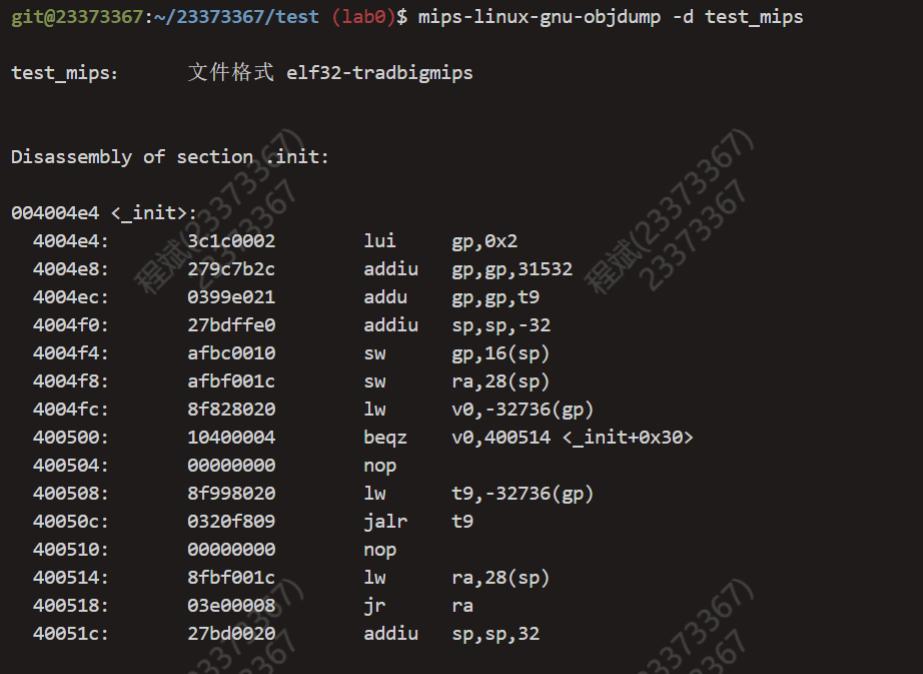 git@23373367:~/23373367/test (lab0)$ mips-linux-gnu-objdump -d test_mips
test_mips:     文件格式 elf32-tradbigmips
Disassembly of section .init:
004004e4 <_init>:
4004e4: 3c1c0002 lui gp,0x2
4004e8: 279c7b2c addiu gp,gp,31532
4004ec: 0399e021 addu gp,gp,t9
4004f0: 27bdffe0 addiu sp,sp,-32
4004f4: afbc0010 sw gp,16(sp)
4004f8: afbf001c sw ra,28(sp)
4004fc: 8f828020 lw v0,-32736(gp)
400500: 10400004 beqz v0,400514 <_init+0x30>
400504: 00000000 nop
400508: 8f998020 lw t9,-32736(gp)
40050c: 0320f809 jalr t9
400510: 00000000 nop
400514: 8fbf001c lw ra,28(sp)
400518: 03e00008 jr ra
40051c: 27bd0020 addiu sp,sp,32
程斌(23373367)
23373367
程斌(23373367)
23373367